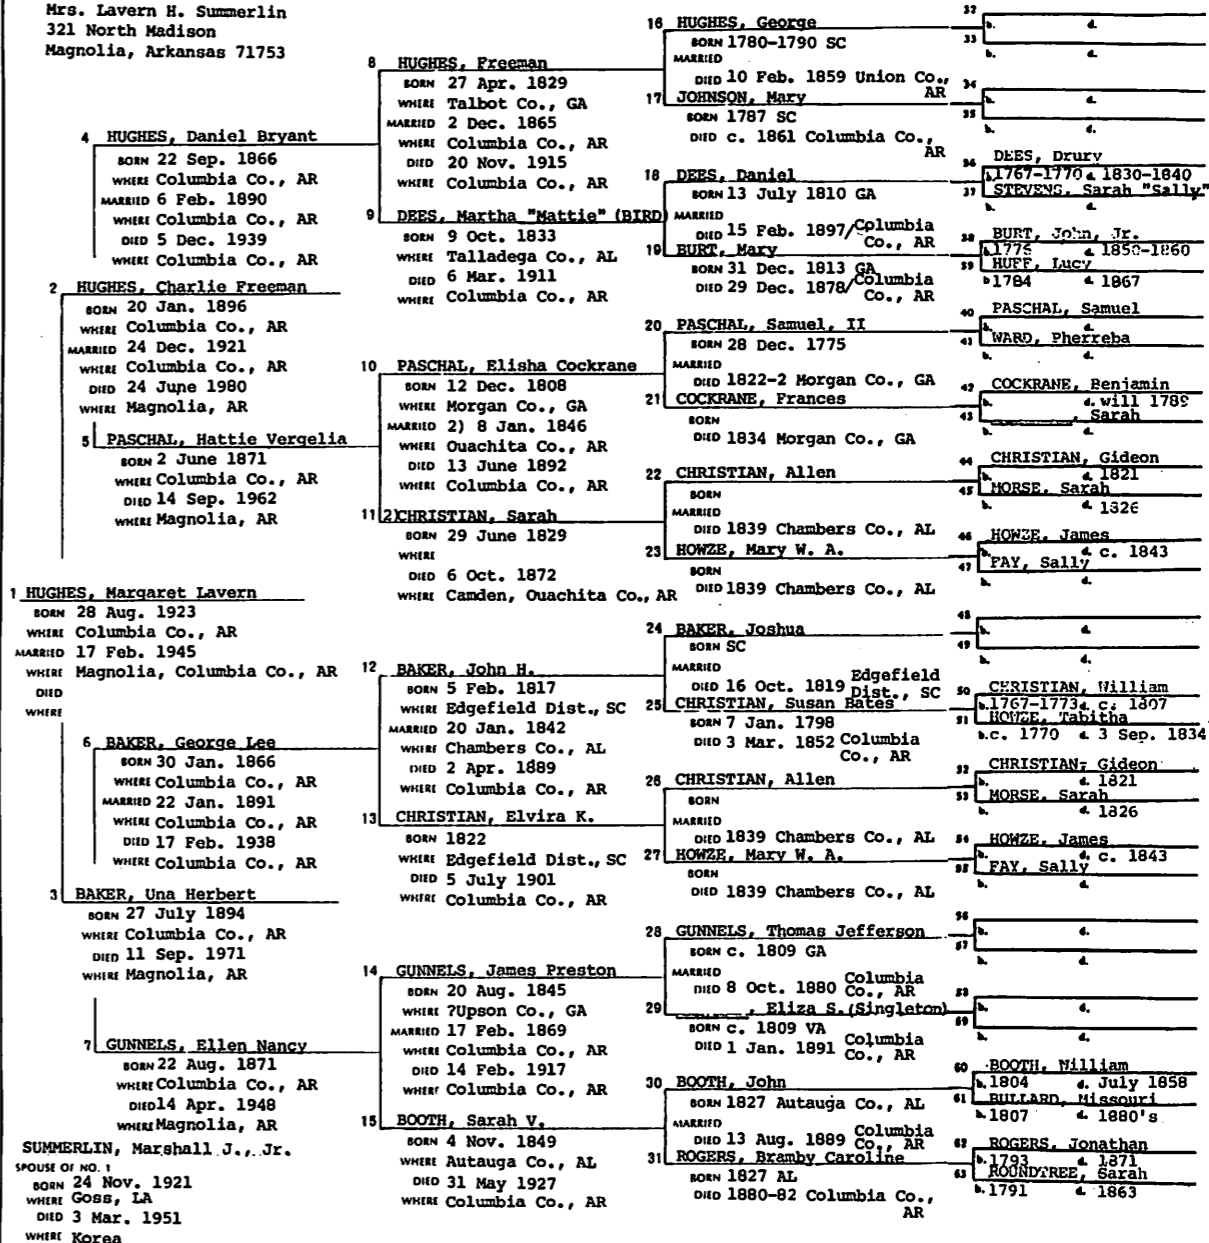 Mrs. Lavern H. Summerlin
321 North Madison
Magnolia, Arkansas 71753
1 HUGHES, Margaret Lavern
BORN 28 Aug. 1923
WHERE Columbia Co., AR
MARRIED 17 Feb. 1945
WHERE Magnolia, Columbia Co., AR
DIED
WHERE
2 HUGHES, Charlie Freeman
BORN 20 Jan. 1896
WHERE Columbia Co., AR
MARRIED 24 Dec. 1921
WHERE Columbia Co., AR
DIED 24 June 1980
WHERE Magnolia, AR
3 BAKER, Una Herbert
BORN 27 July 1894
WHERE Columbia Co., AR
DIED 11 Sep. 1971
WHERE Magnolia, AR
SUMMERLIN, Marshall J., Jr.
SPOUSE OF NO. 1
BORN 24 Nov. 1921
WHERE Goss, LA
DIED 3 Mar. 1951
WHERE Korea
4 HUGHES, Daniel Bryant
BORN 22 Sep. 1866
WHERE Columbia Co., AR
MARRIED 6 Feb. 1890
WHERE Columbia Co., AR
DIED 5 Dec. 1939
WHERE Columbia Co., AR
5 PASCHAL, Hattie Vergelia
BORN 2 June 1871
WHERE Columbia Co., AR
DIED 14 Sep. 1962
WHERE Magnolia, AR
6 BAKER, George Lee
BORN 30 Jan. 1866
WHERE Columbia Co., AR
MARRIED 22 Jan. 1891
WHERE Columbia Co., AR
DIED 17 Feb. 1938
WHERE Columbia Co., AR
7 GUNNELS, Ellen Nancy
BORN 22 Aug. 1871
WHERE Columbia Co., AR
DIED 14 Apr. 1948
WHERE Magnolia, AR
8 HUGHES, Freeman
BORN 27 Apr. 1829
WHERE Talbot Co., GA
MARRIED 2 Dec. 1865
WHERE Columbia Co., AR
DIED 20 Nov. 1915
WHERE Columbia Co., AR
9 DEES, Martha "Mattie" (BIRD)
BORN 9 Oct. 1833
WHERE Talladega Co., AL
DIED 6 Mar. 1911
WHERE Columbia Co., AR
10 PASCHAL, Elisha Cockrane
BORN 12 Dec. 1808
WHERE Morgan Co., GA
MARRIED 2) 8 Jan. 1846
WHERE Ouachita Co., AR
DIED 13 June 1892
WHERE Columbia Co., AR
11 2)CHRISTIAN, Sarah
BORN 29 June 1829
WHERE
DIED 6 Oct. 1872
WHERE Camden, Ouachita Co., AR
12 BAKER, John H.
BORN 5 Feb. 1817
WHERE Edgefield Dist., SC
MARRIED 20 Jan. 1842
WHERE Chambers Co., AL
DIED 2 Apr. 1889
WHERE Columbia Co., AR
13 CHRISTIAN, Elvira K.
BORN 1822
WHERE Edgefield Dist., SC
DIED 5 July 1901
WHERE Columbia Co., AR
14 GUNNELS, James Preston
BORN 20 Aug. 1845
WHERE ?Upson Co., GA
MARRIED 17 Feb. 1869
WHERE Columbia Co., AR
DIED 14 Feb. 1917
WHERE Columbia Co., AR
15 BOOTH, Sarah V.
BORN 4 Nov. 1849
WHERE Autauga Co., AL
DIED 31 May 1927
WHERE Columbia Co., AR
16 HUGHES, George
BORN 1780-1790 SC
MARRIED
DIED 10 Feb. 1859 Union Co.,
AR
17 JOHNSON, Mary
BORN 1787 SC
DIED c. 1861 Columbia Co.,
AR
18 DEES, Daniel
BORN 13 July 1810 GA
MARRIED
DIED 15 Feb. 1897/Columbia
Co., AR
19 BURT, Mary
BORN 31 Dec. 1813 GA
DIED 29 Dec. 1878/Columbia
Co., AR
20 PASCHAL, Samuel, II
BORN 28 Dec. 1775
MARRIED
DIED 1822-2 Morgan Co., GA
21 COCKRANE, Frances
BORN
DIED 1834 Morgan Co., GA
22 CHRISTIAN, Allen
BORN
MARRIED
DIED 1839 Chambers Co., AL
23 HOWZE, Mary W. A.
BORN
DIED 1839 Chambers Co., AL
24 BAKER, Joshua
BORN SC
MARRIED
DIED 16 Oct. 1819 Edgefield
Dist., SC
25 CHRISTIAN, Susan Bates
BORN 7 Jan. 1798
DIED 3 Mar. 1852 Columbia
Co., AR
26 CHRISTIAN, Allen
BORN
MARRIED
DIED 1839 Chambers Co., AL
27 HOWZE, Mary W. A.
BORN
DIED 1839 Chambers Co., AL
28 GUNNELS, Thomas Jefferson
BORN c. 1809 GA
MARRIED
DIED 8 Oct. 1880 Columbia
Co., AR
29 ______, Eliza S.(Singleton)
BORN c. 1809 VA
DIED 1 Jan. 1891 Columbia
Co., AR
30 BOOTH, John
BORN 1827 Autauga Co., AL
MARRIED
DIED 13 Aug. 1889 Columbia
Co., AR
31 ROGERS, Bramby Caroline
BORN 1827 AL
DIED 1880-82 Columbia Co.,
AR
32
b. d.
33
b. d.
34
b. d.
35
b. d.
36 DEES, Drury
b.1767-1770 d. 1830-1840
37 STEVENS, Sarah "Sally"
b. d.
38 BURT, John, Jr.
b.1775 d. 1850-1860
39 HUFF, Lucy
b.1784 d. 1867
40 PASCHAL, Samuel
b. d.
41 WARD, Pherreba
b. d.
42 COCKRANE, Benjamin
b. d. will 1789
43 ________, Sarah
b. d.
44 CHRISTIAN, Gideon
b. d. 1821
45 MORSE, Sarah
b. d. 1826
46 HOWZE, James
b. d. c. 1843
47 FAY, Sally
b. d.
48
b. d.
49
b. d.
50 CHRISTIAN, William
b.1767-1773 d. c. 1807
51 HOWZE, Tabitha
b.c. 1770 d. 3 Sep. 1834
52 CHRISTIAN, Gideon
b. d. 1821
53 MORSE, Sarah
b. d. 1826
54 HOWZE, James
b. d. c. 1843
55 FAY, Sally
b. d.
56
b. d.
57
b. d.
58
b. d.
59
b. d.
60 BOOTH, William
b.1804 d. July 1858
61 BULLARD, Missouri
b.1807 d. 1880's
62 ROGERS, Jonathan
b.1793 d. 1871
63 ROUNDTREE, Sarah
b.1791 d. 1863